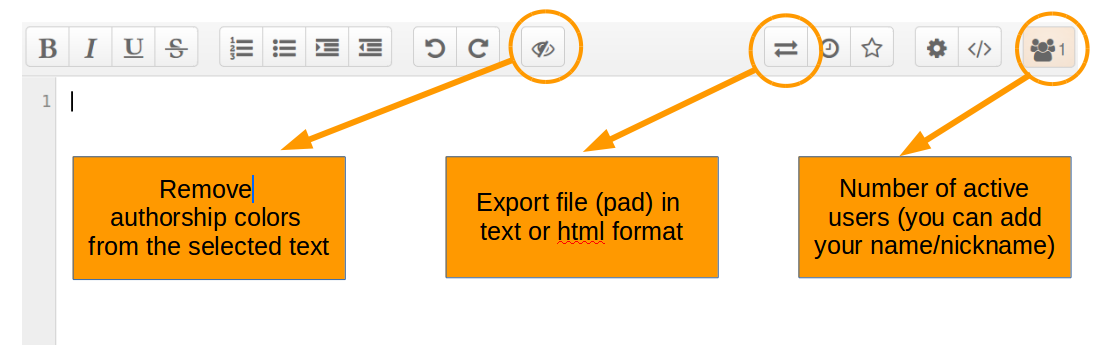 B I U S
1
1
Remove
authorship colors
from the selected text
Export file (pad) in
text or html format
Number of active
users (you can add
your name/nickname)